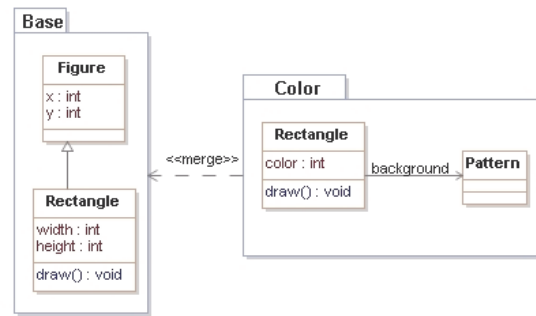 Base
Figure
x : int
y : int
Rectangle
width : int
height : int
draw() : void
<<merge>>
Color
Rectangle
color : int
draw() : void
background
Pattern